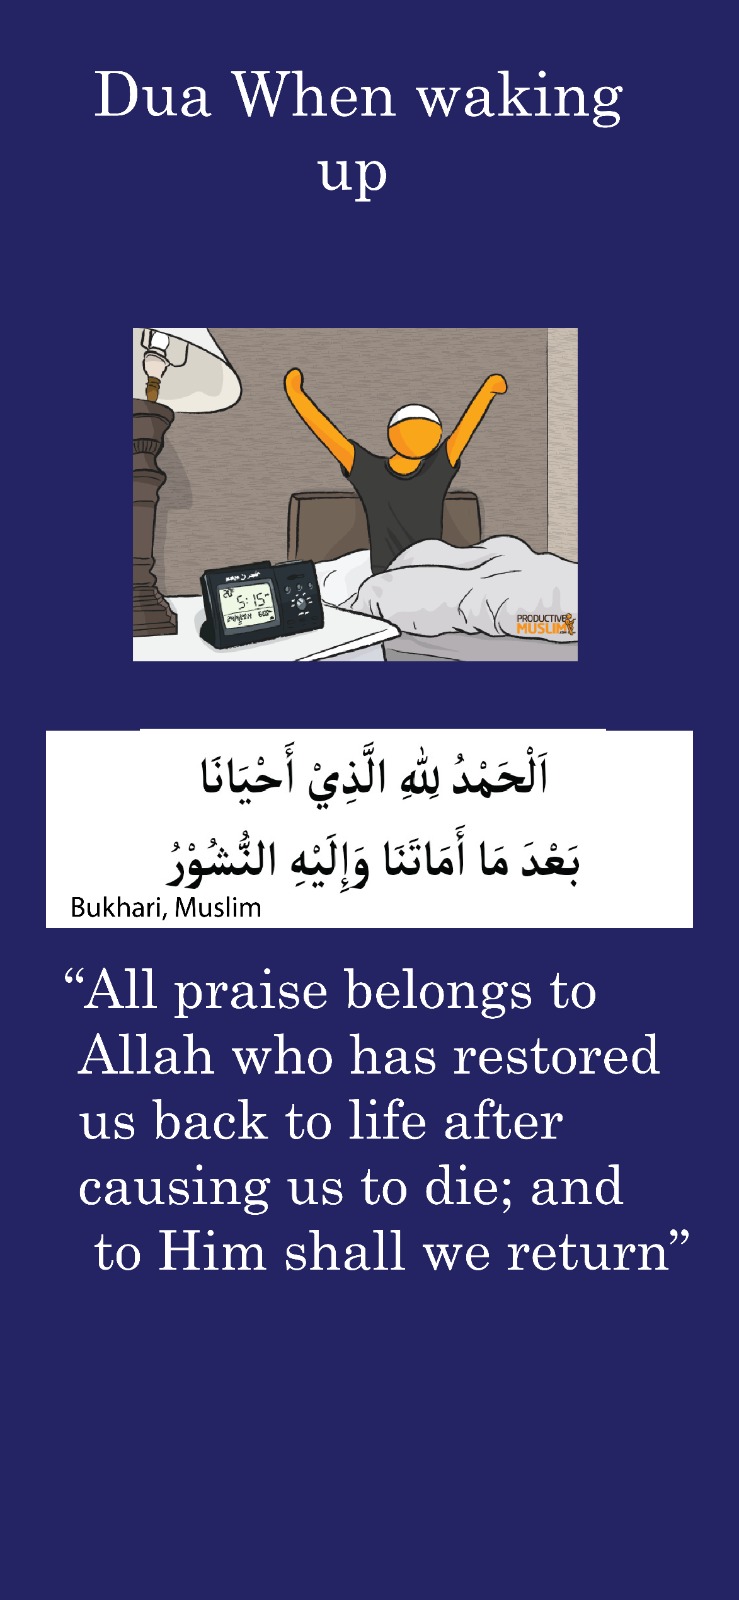 Dua When waking
up
5:15
PRODUCTIVE
MUSLIM
اَلْحَمْدُ لِلّٰهِ الَّذِيْ أَحْيَانَا
بَعْدَ مَا أَمَاتَنَا وَإِلَيْهِ النُّشُوْرُ
Bukhari, Muslim
“All praise belongs to
Allah who has restored
us back to life after
causing us to die; and
to Him shall we return”